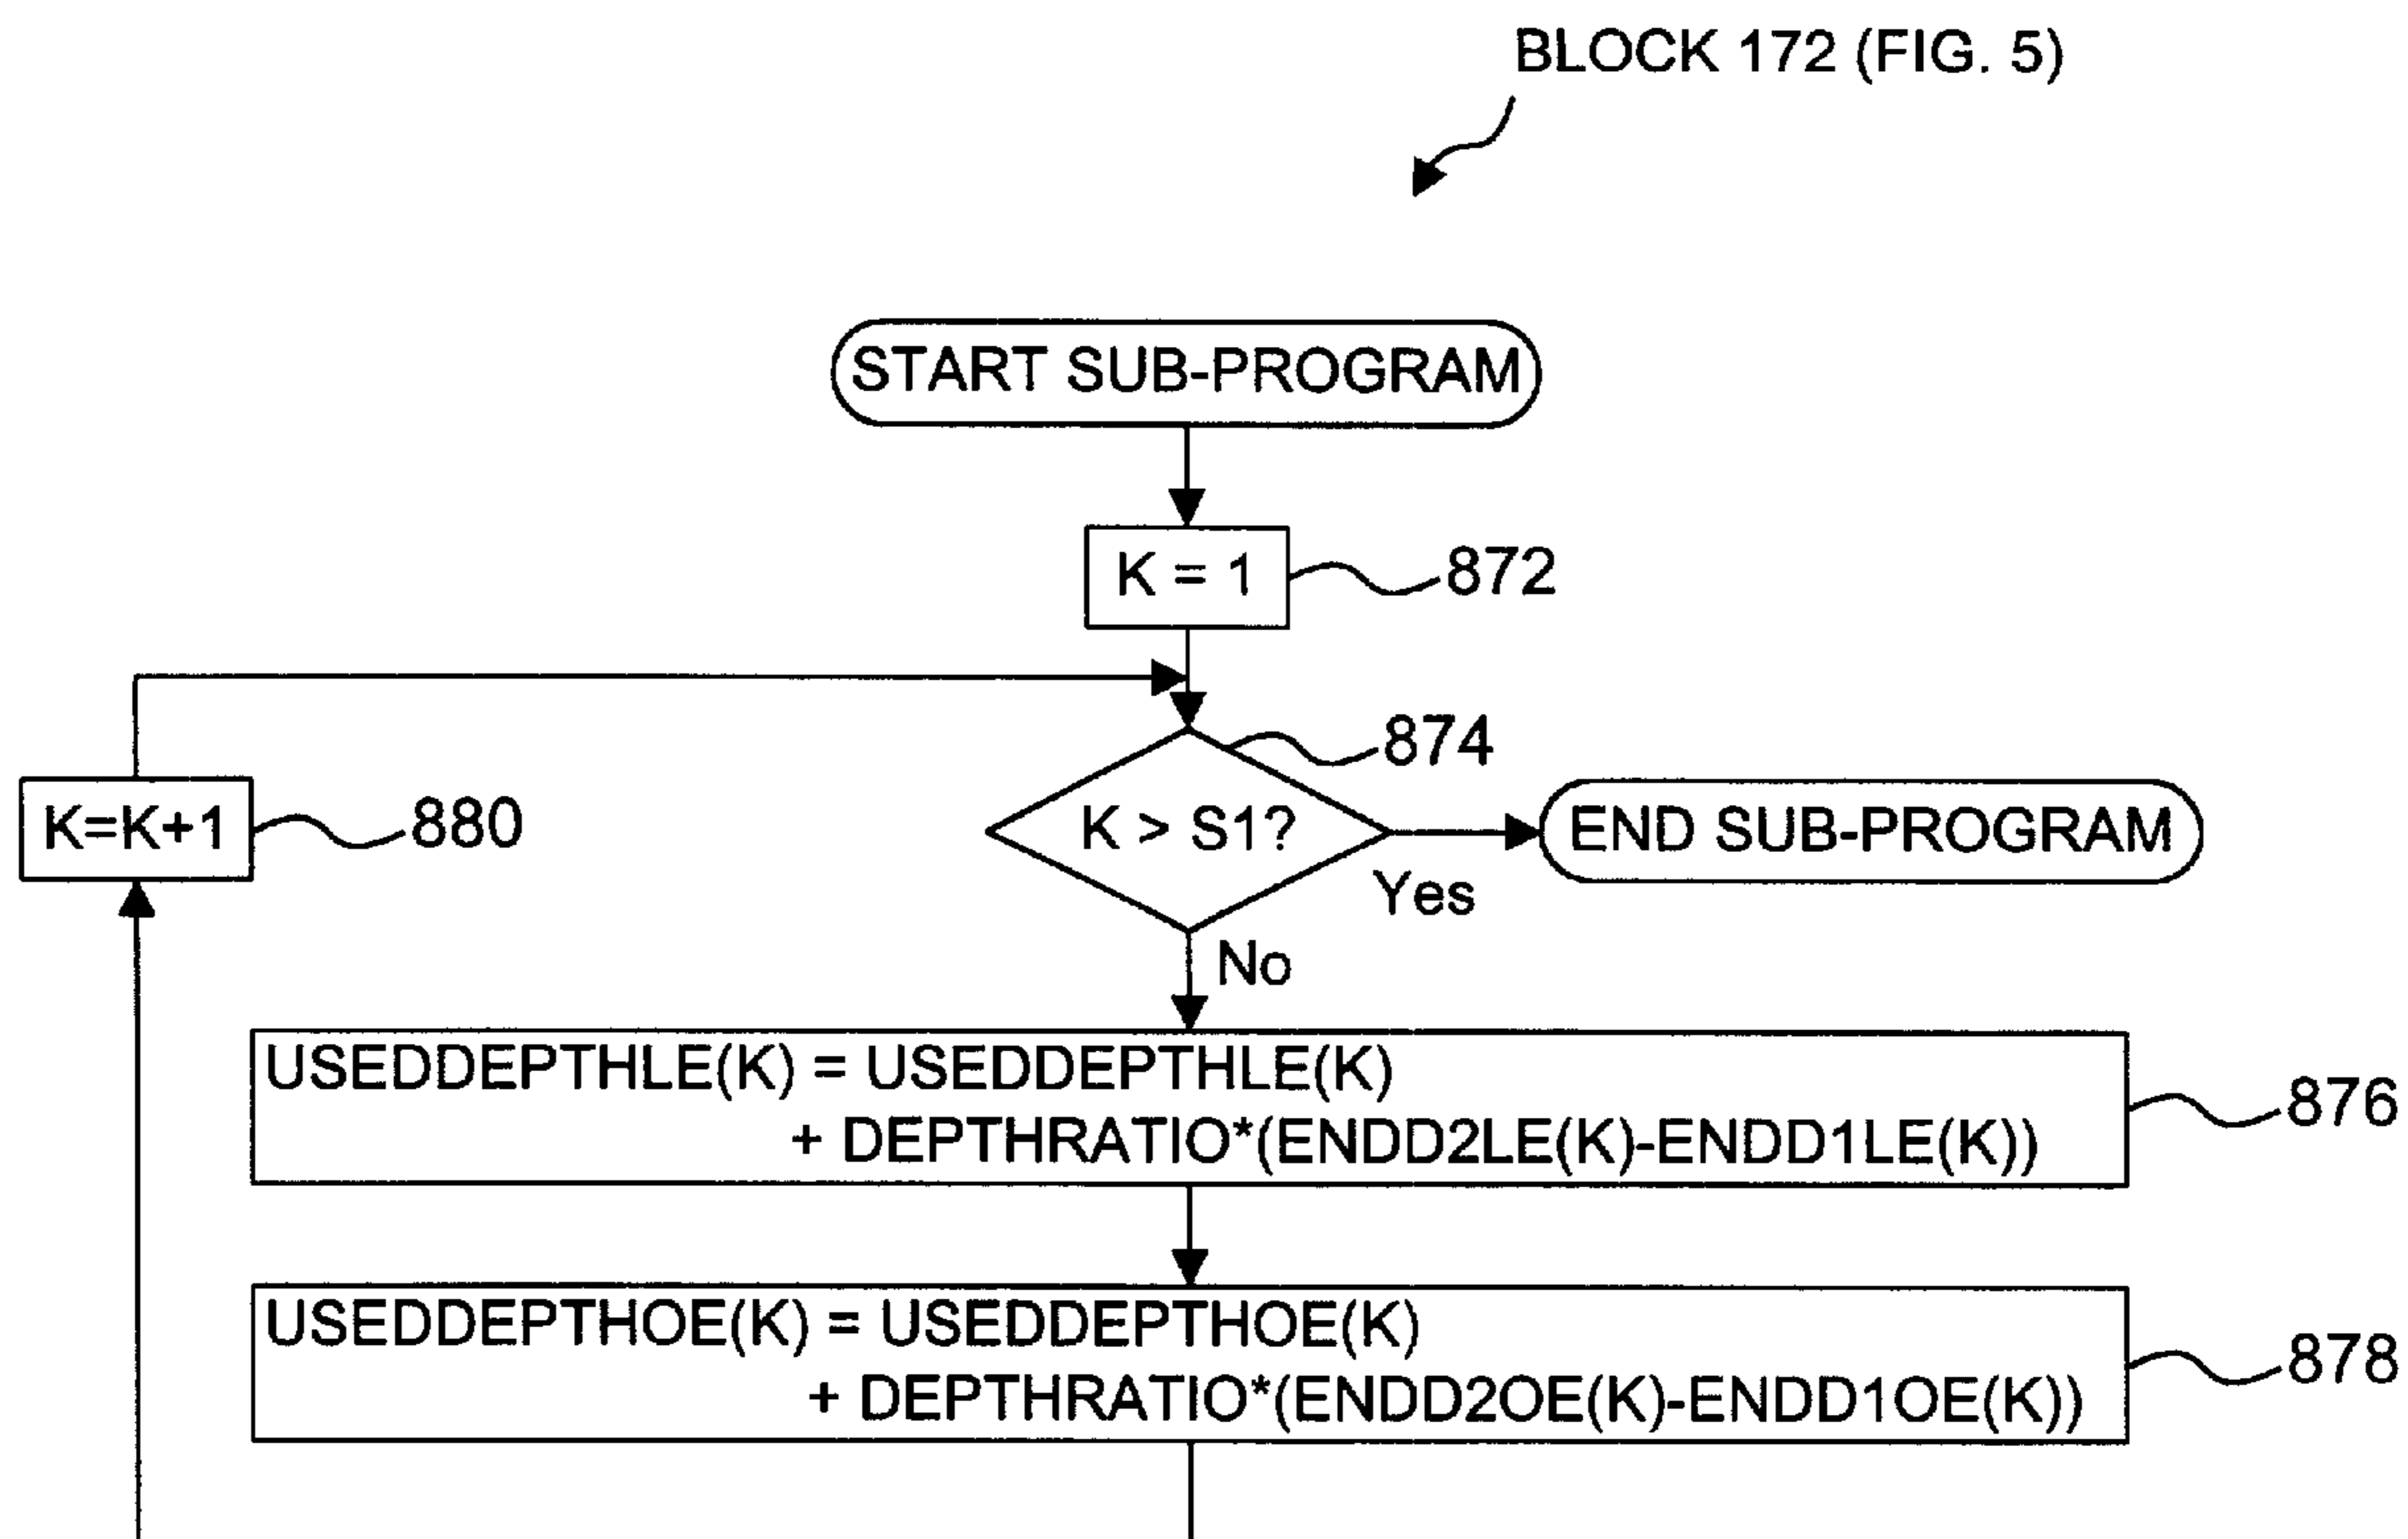 BLOCK 172 (FIG. 5)
START SUB-PROGRAM
K = 1
872
874
K > S1?
Yes
END SUB-PROGRAM
K=K+1
880
No
USEDDEPTHLE(K) = USEDDEPTHLE(K)
+ DEPTHRATIO*(ENDD2LE(K)-ENDD1LE(K))
876
USEDDEPTHOE(K) = USEDDEPTHOE(K)
+ DEPTHRATIO*(ENDD2OE(K)-ENDD1OE(K))
878